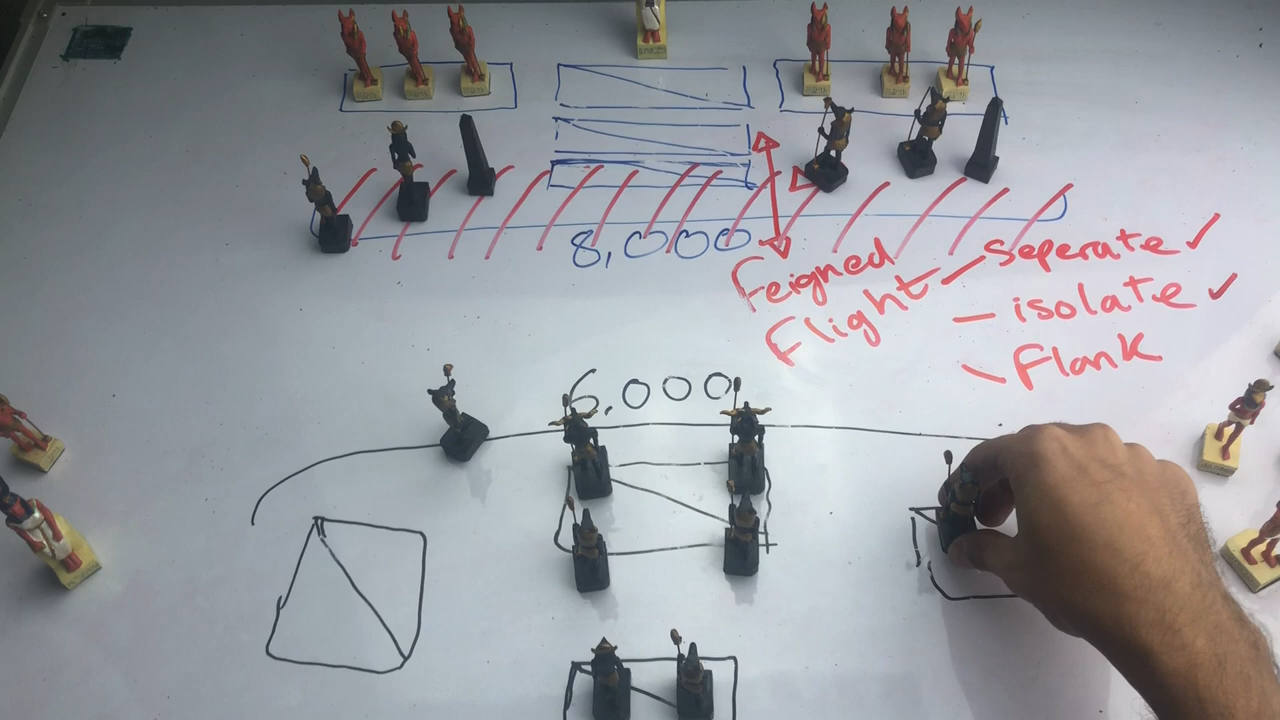 8,000
Feigned
Flight
- seperate ✓
- isolate ✓
- flank
6,000